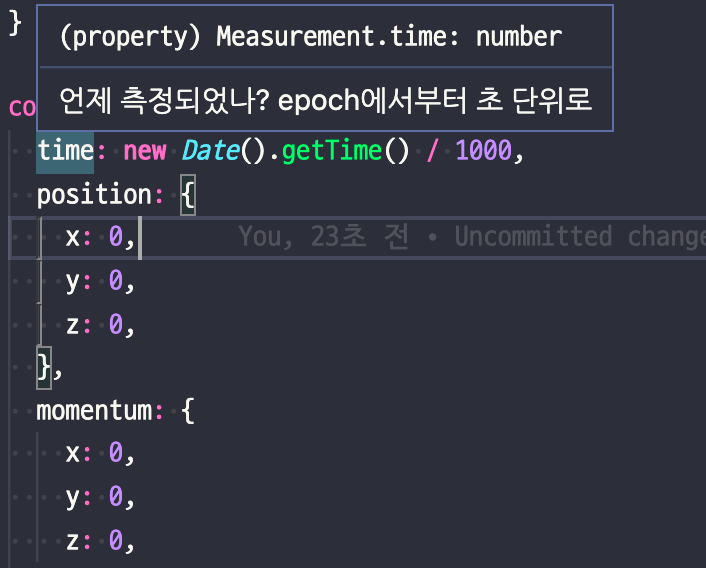 }
(property) Measurement.time: number
언제 측정되었나? epoch에서부터 초 단위로
co
time: new Date().getTime() / 1000,
position: {
x: 0, You, 23초 전 • Uncommitted change
y: 0,
z: 0,
},
momentum: {
x: 0,
y: 0,
z: 0,